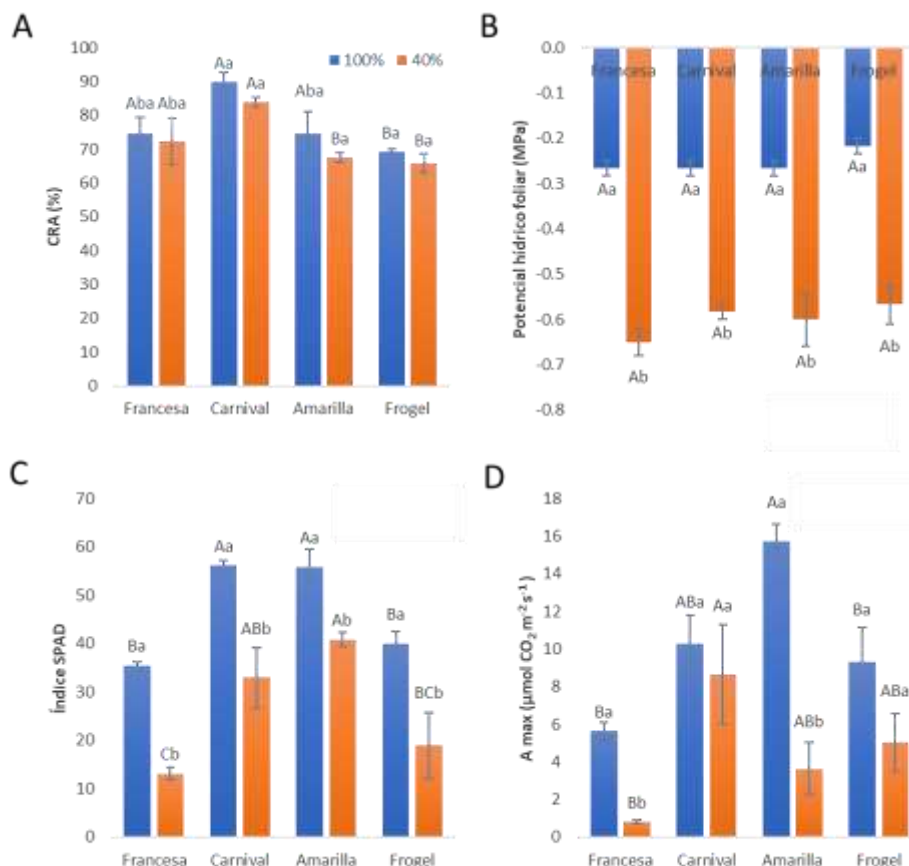 A
100% 40%
CRA (%)
100
90
80
70
60
50
40
30
20
10
0
Aba Aba Aa Aa Aba Ba Ba Ba
Francesa Carnival Amarilla Frogel
B
Potencial hídrico foliar (MPa)
0.0
-0.1
-0.2
-0.3
-0.4
-0.5
-0.6
-0.7
-0.8
Francesa Carnival Amarilla Frogel
Aa Aa Aa Aa
Ab Ab Ab Ab
C
Índice SPAD
70
60
50
40
30
20
10
0
Ba Cb Aa ABb Aa Ab Ba BCb
Francesa Carnival Amarilla Frogel
D
A max (µmol CO₂ m⁻² s⁻¹)
18
16
14
12
10
8
6
4
2
0
Ba Bb ABa Aa Aa ABb Ba ABa
Francesa Carnival Amarilla Frogel